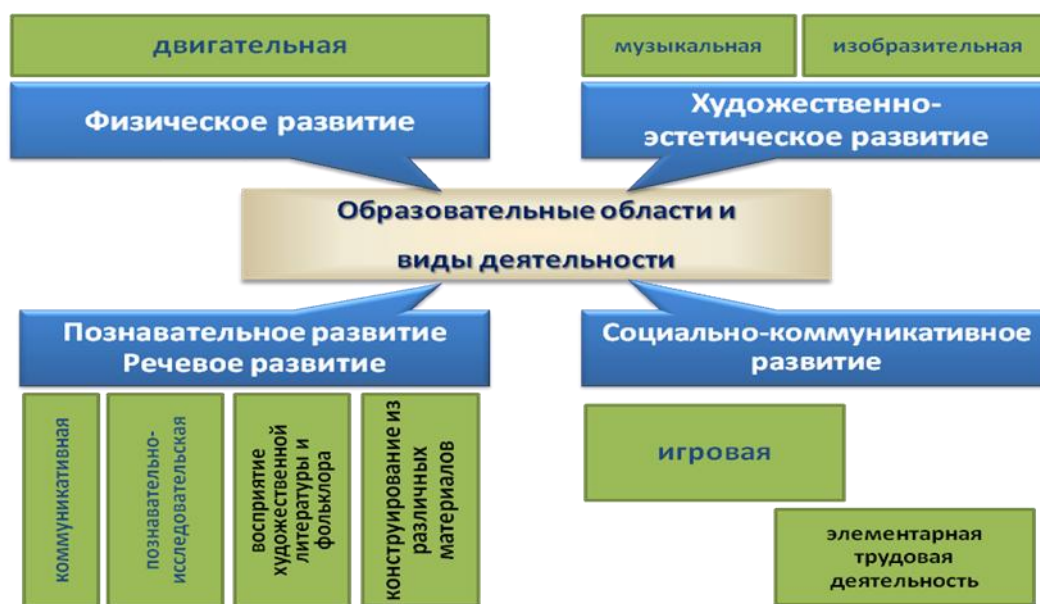 двигательная
музыкальная
изобразительная
Физическое развитие
Художественно-
эстетическое развитие
Образовательные области и
виды деятельности
Познавательное развитие
Речевое развитие
Социально-коммуникативное
развитие
коммуникативная
познавательно-
исследовательская
восприятие
художественной
литературы и
фольклора
конструирование из
различных
материалов
игровая
элементарная
трудовая
деятельность